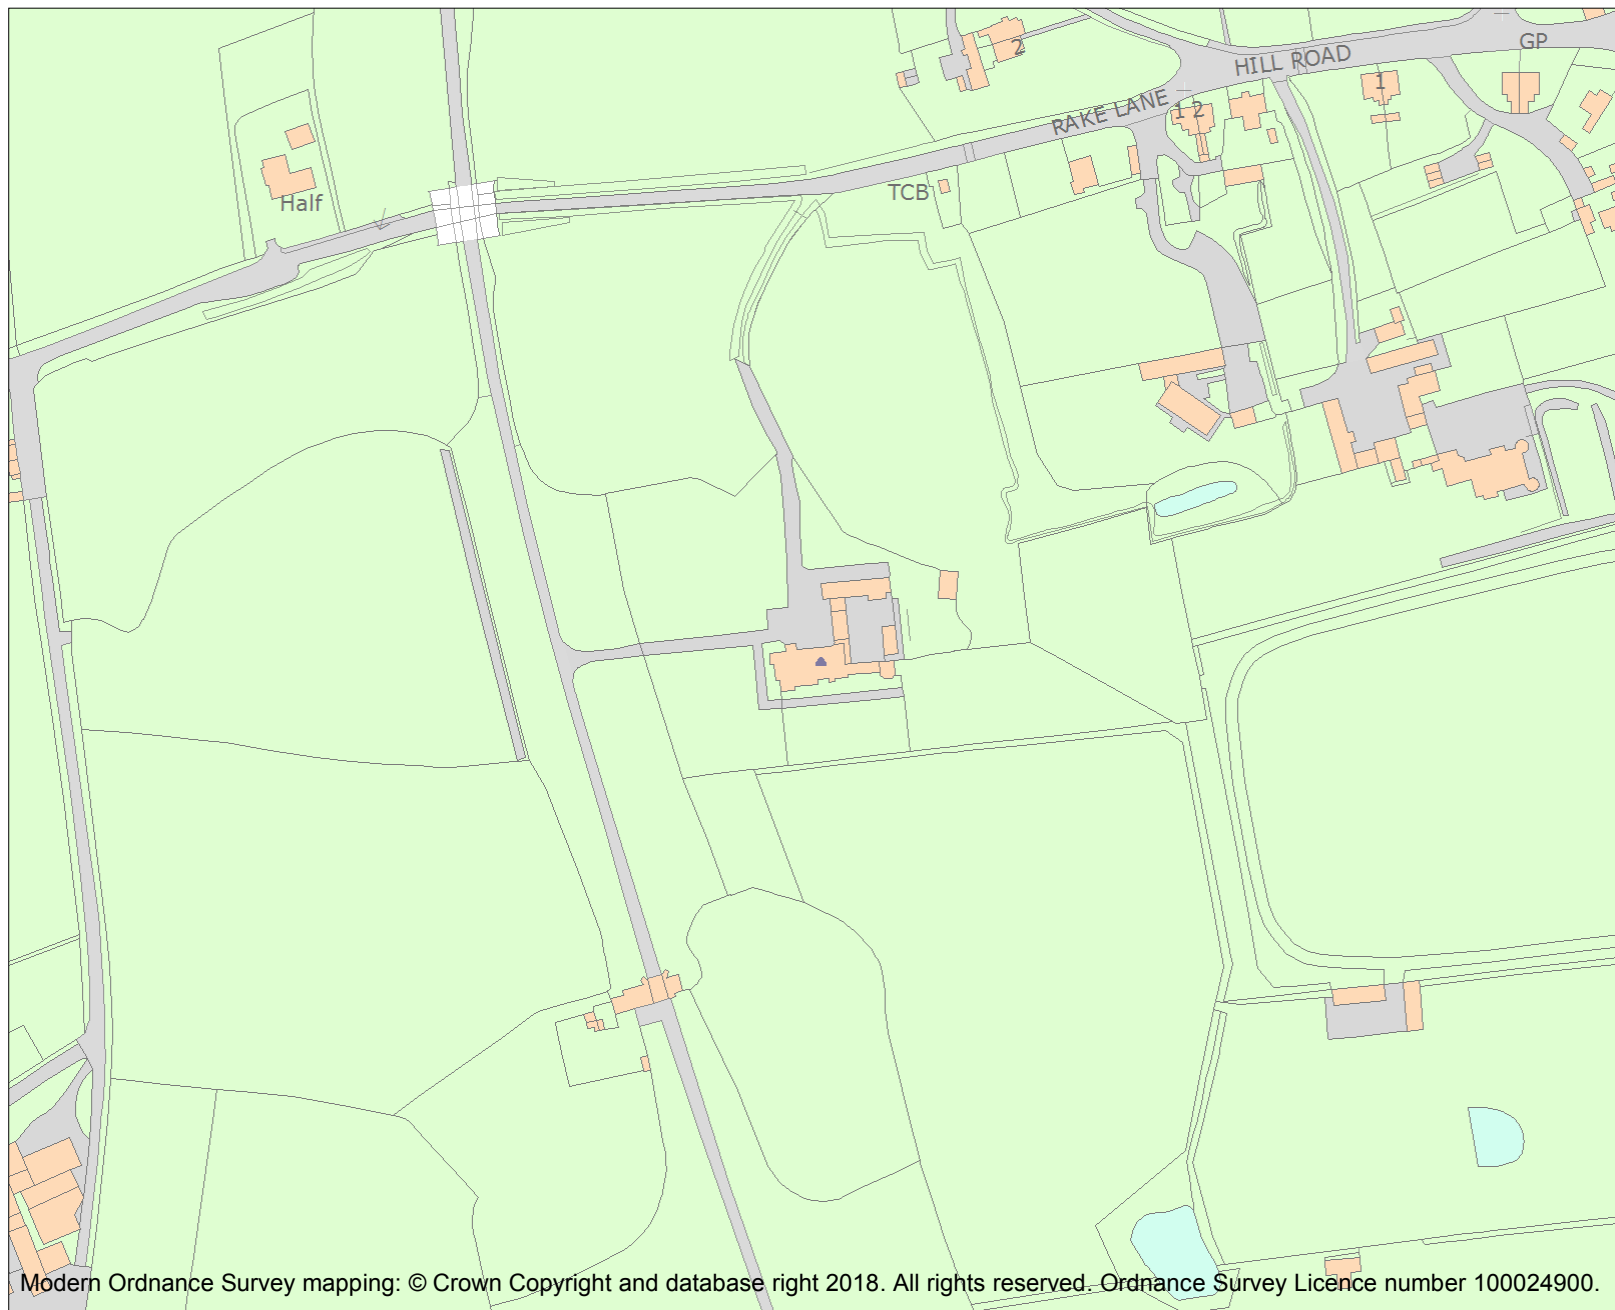 GP
HILL ROAD
2
1
RAKE LANE
1 2
TCB
Half
Modern Ordnance Survey mapping: © Crown Copyright and database right 2018. All rights reserved. Ordnance Survey Licence number 100024900.